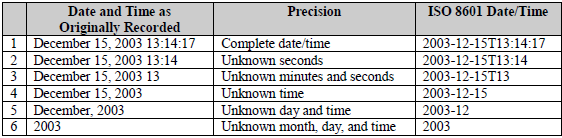 Date and Time as Originally Recorded Precision ISO 8601 Date/Time
1 December 15, 2003 13:14:17 Complete date/time 2003-12-15T13:14:17
2 December 15, 2003 13:14 Unknown seconds 2003-12-15T13:14
3 December 15, 2003 13 Unknown minutes and seconds 2003-12-15T13
4 December 15, 2003 Unknown time 2003-12-15
5 December, 2003 Unknown day and time 2003-12
6 2003 Unknown month, day, and time 2003